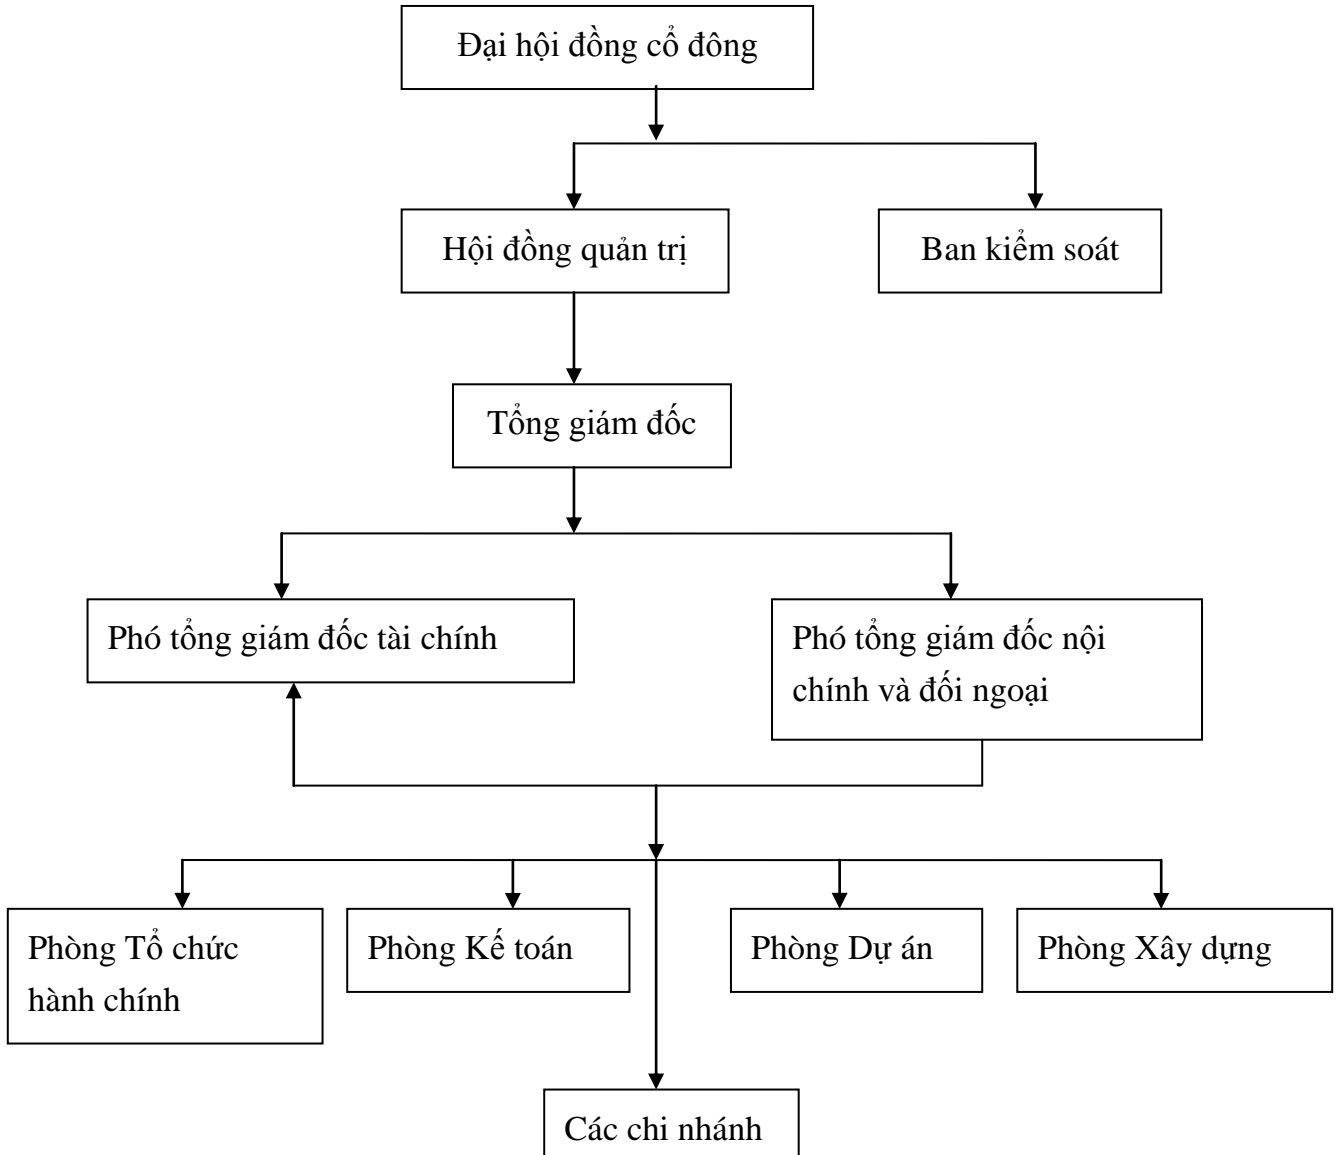 Đại hội đồng cổ đông
Hội đồng quản trị
Ban kiểm soát
Tổng giám đốc
Phó tổng giám đốc tài chính
Phó tổng giám đốc nội
chính và đối ngoại
Phòng Tổ chức
hành chính
Phòng Kế toán
Phòng Dự án
Phòng Xây dựng
Các chi nhánh